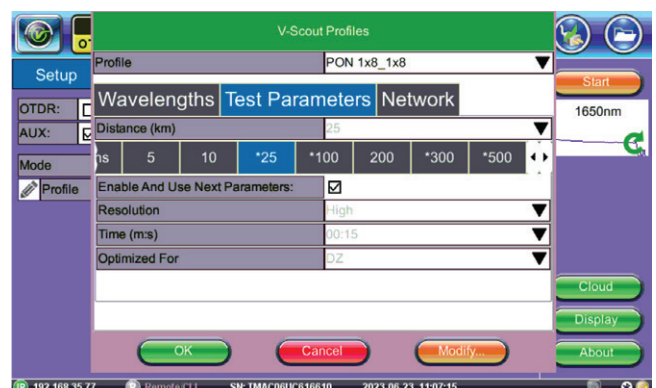 V-Scout Profiles
Profile PON 1x8_1x8
Setup
Wavelengths Test Parameters Network
Start
1650nm
OTDR:
AUX:
Distance (km) 25
ns 5 10 *25 *100 200 *300 *500
Mode
Profile
Enable And Use Next Parameters:
Resolution High
Time (m:s) 00:15
Optimized For DZ
Cloud
Display
OK Cancel Modify... About
IR 192.168.35.77 R Remote/CLI SN: TMAC06UC616610 2023.06.23 11:07:15